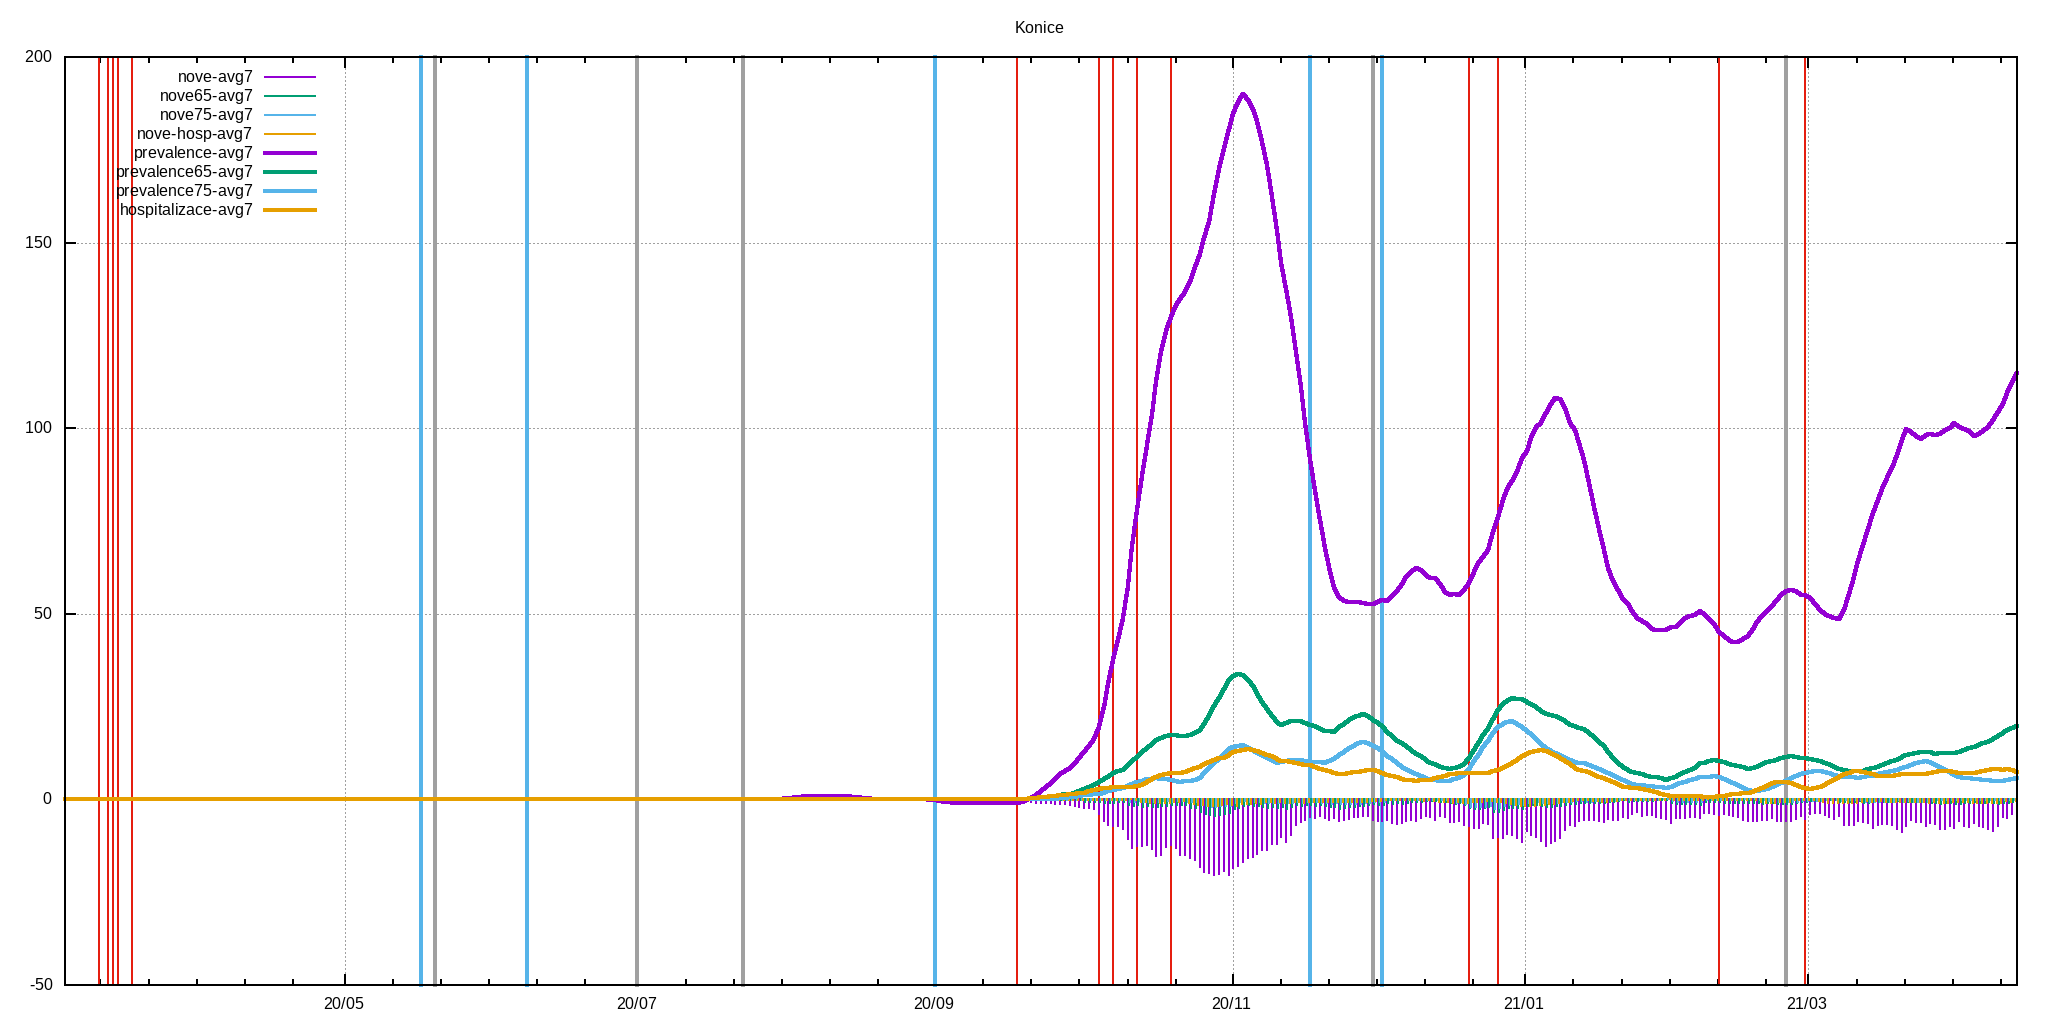 Konice
200
150
100
50
0
-50
nove-avg7
nove65-avg7
nove75-avg7
nove-hosp-avg7
prevalence-avg7
prevalence65-avg7
prevalence75-avg7
hospitalizace-avg7
20/05 20/07 20/09 20/11 21/01 21/03